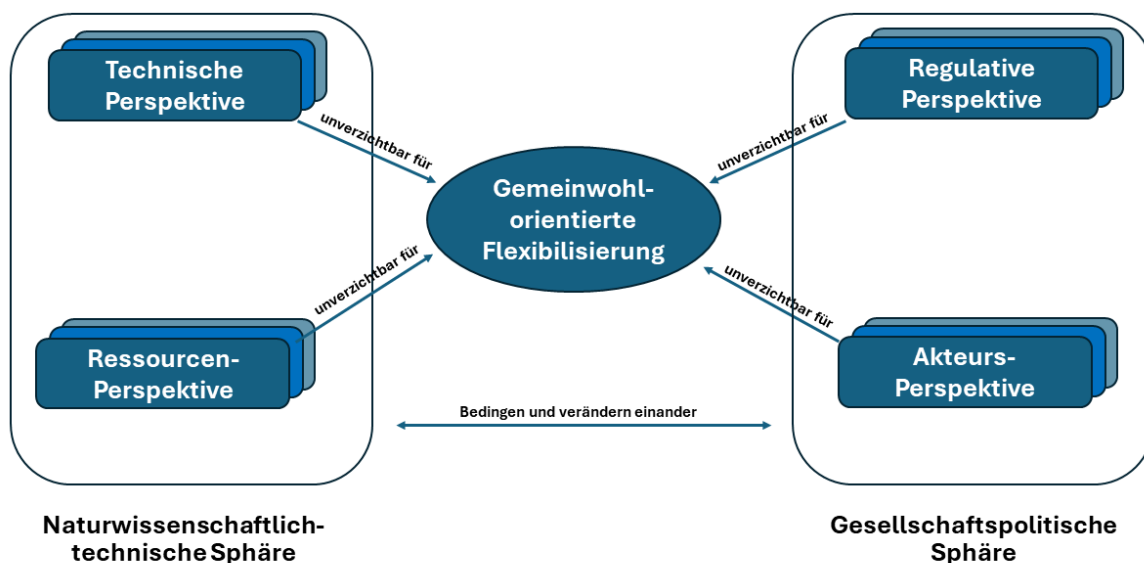 Technische
Perspektive
Regulative
Perspektive
unverzichtbar für
unverzichtbar für
Gemeinwohl-
orientierte
Flexibilisierung
unverzichtbar für
unverzichtbar für
Ressourcen-
Perspektive
Akteurs-
Perspektive
Bedingen und verändern einander
Naturwissenschaftlich-
technische Sphäre
Gesellschaftspolitische
Sphäre